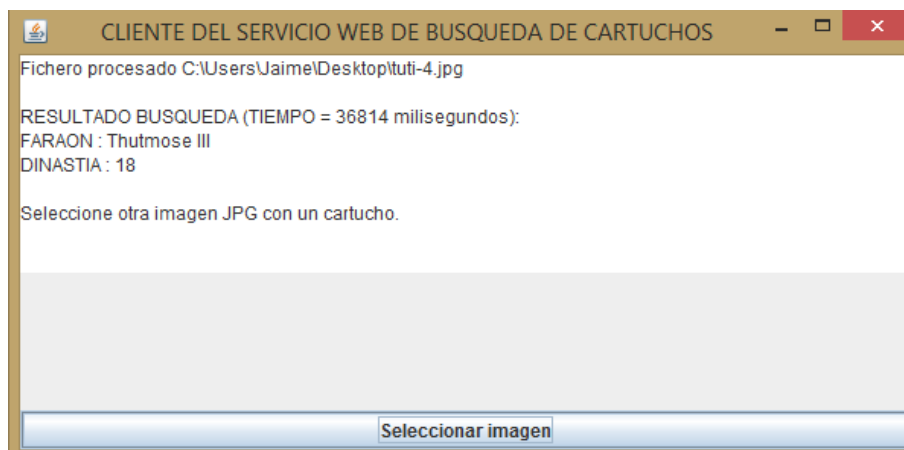 CLIENTE DEL SERVICIO WEB DE BUSQUEDA DE CARTUCHOS
Fichero procesado C:\Users\Jaime\Desktop\tuti-4.jpg
RESULTADO BUSQUEDA (TIEMPO = 36814 milisegundos):
FARAON : Thutmose III
DINASTIA : 18
Seleccione otra imagen JPG con un cartucho.
Seleccionar imagen